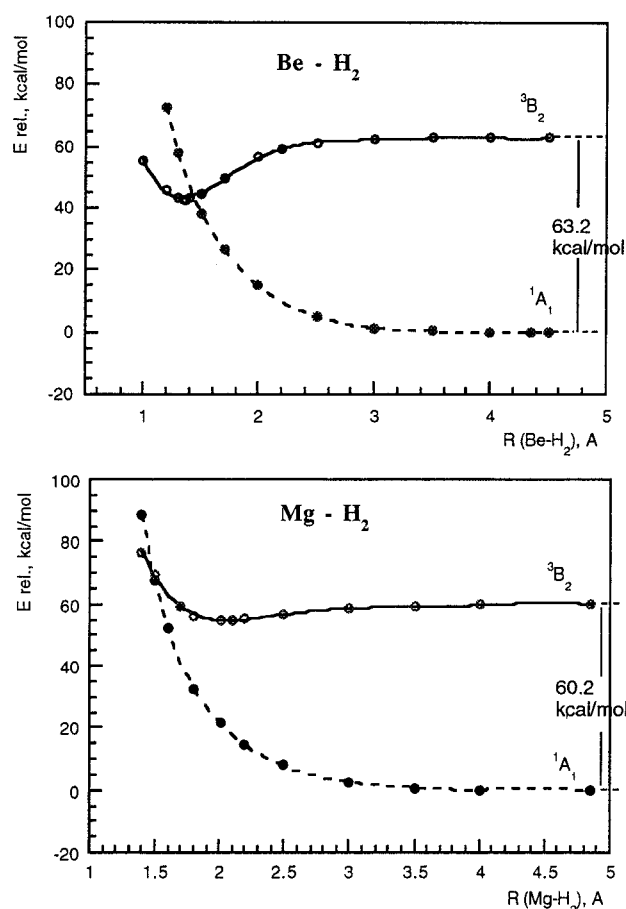 Be - H2
E rel., kcal/mol
100
80
60
40
20
0
-20
3B2
63.2
kcal/mol
1A1
1
2
3
4
5
R (Be-H2), A
Mg - H2
E rel., kcal/mol
100
80
60
40
20
0
-20
3B2
60.2
kcal/mol
1A1
1
1.5
2
2.5
3
3.5
4
4.5
5
R (Mg-H2), A